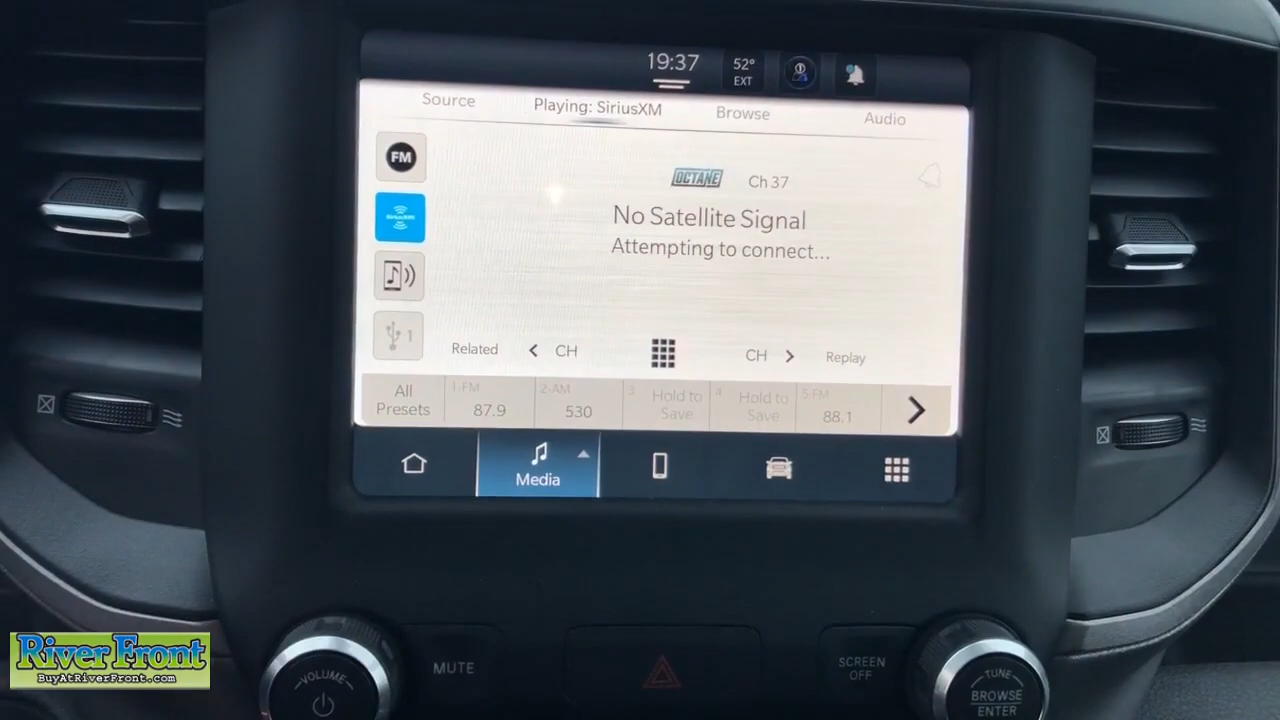 19:37
52°
EXT
Source
Playing: SiriusXM
Browse
Audio
FM
SiriusXM
OCTANE
Ch 37
No Satellite Signal
Attempting to connect...
1
Related
CH
CH
Replay
All
Presets
1-FM
87.9
2-AM
530
3
Hold to
Save
4
Hold to
Save
5-FM
88.1
Media
VOLUME
MUTE
SCREEN
OFF
TUNE
BROWSE
ENTER
River Front
BuyAtRiverFront.com